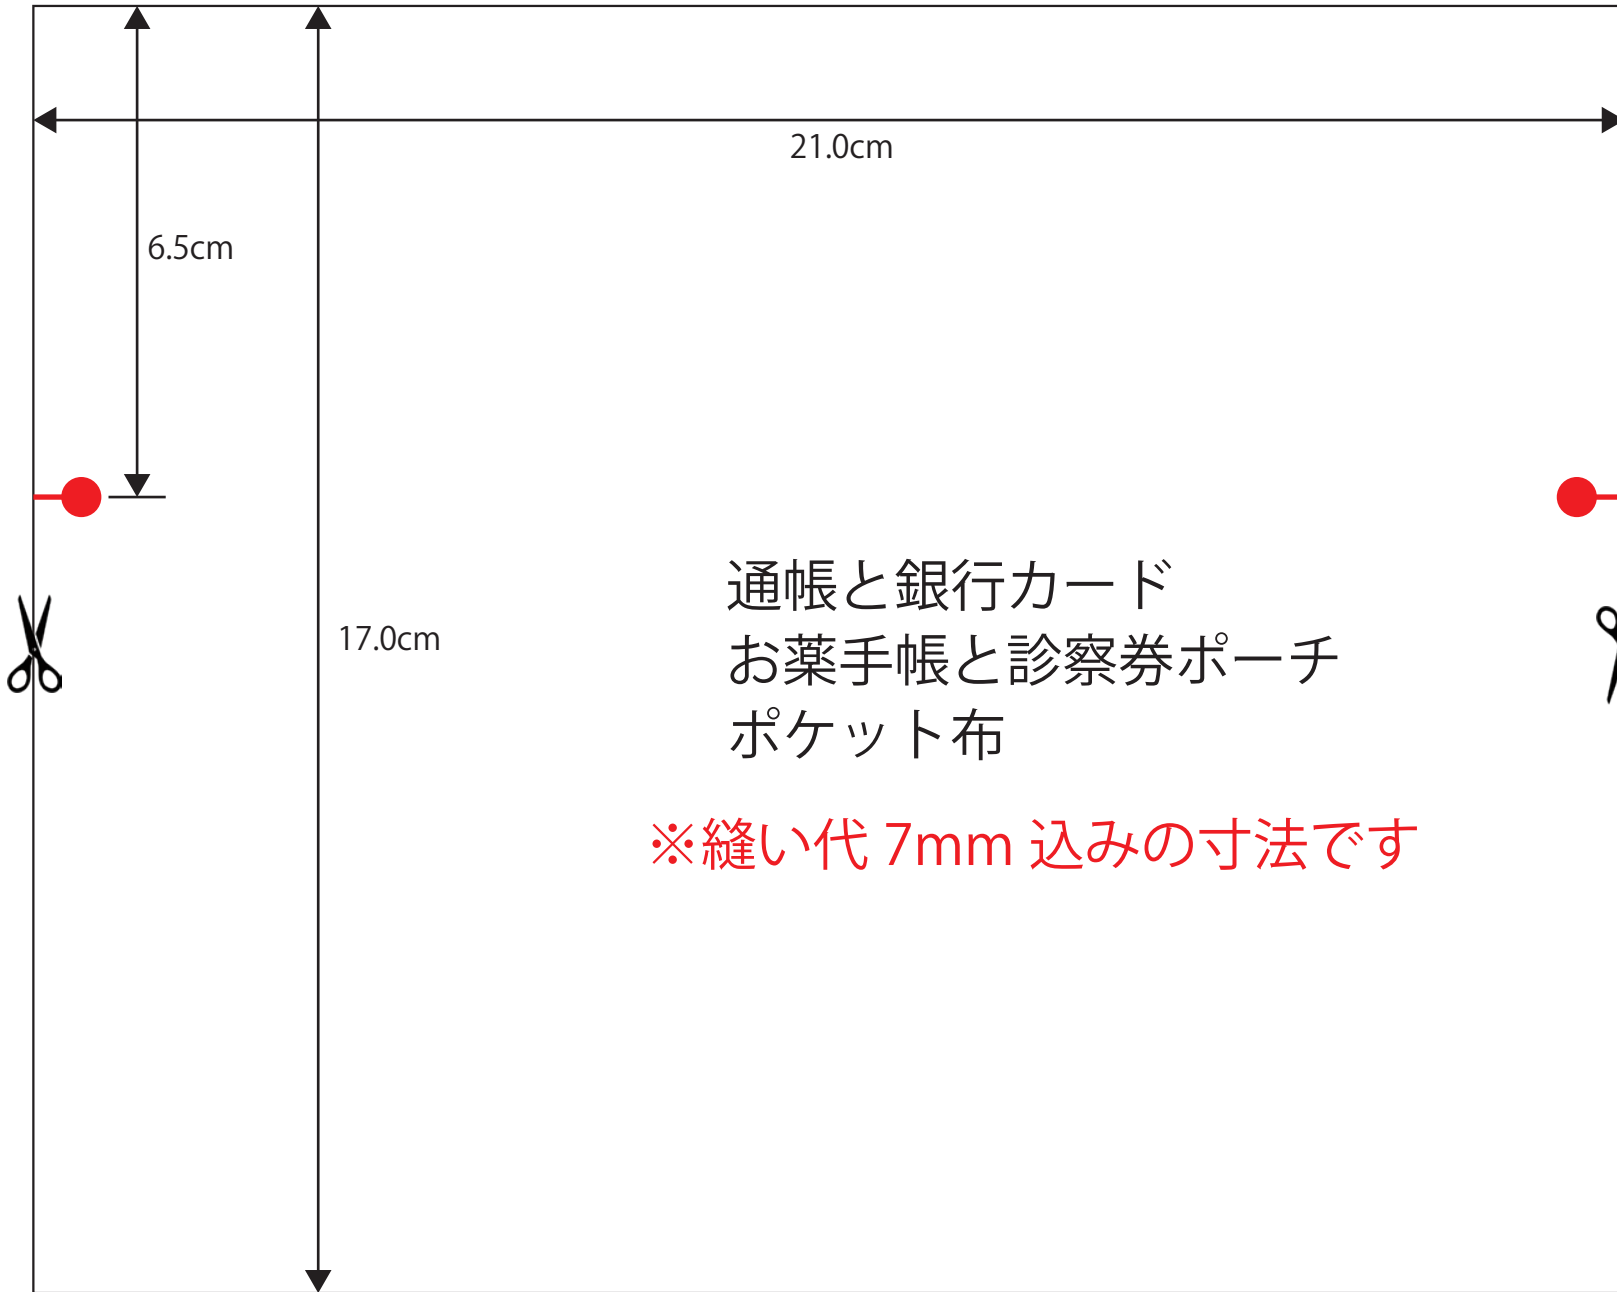 21.0cm
6.5cm
17.0cm
通帳と銀行カード
お薬手帳と診察券ポーチ
ポケット布
※縫い代 7mm 込みの寸法です